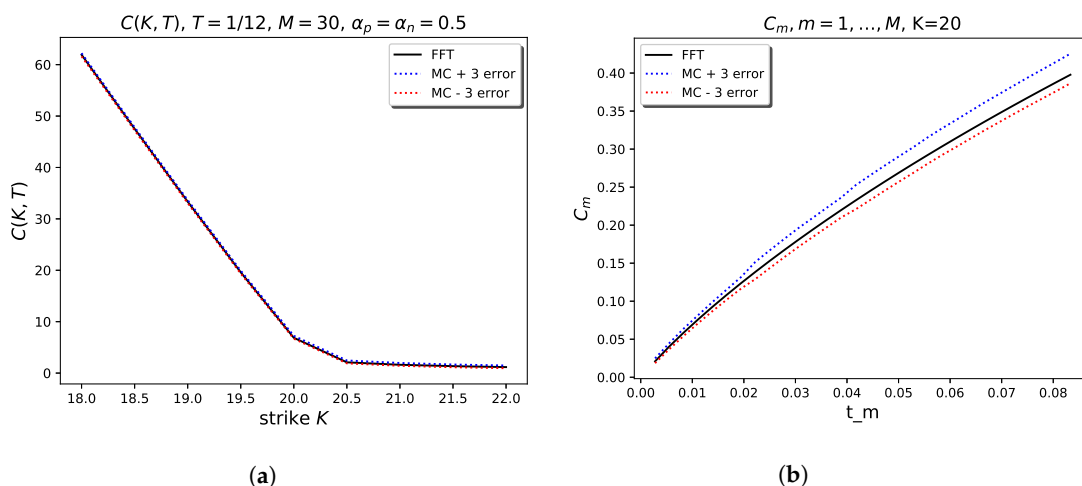 C(K, T), T = 1/12, M = 30, αp = αn = 0.5
C(K, T)
60
50
40
30
20
10
0
FFT
MC + 3 error
MC - 3 error
18.0 18.5 19.0 19.5 20.0 20.5 21.0 21.5 22.0
strike K
(a)
Cm, m = 1, ..., M, K=20
Cm
0.40
0.35
0.30
0.25
0.20
0.15
0.10
0.05
0.00
FFT
MC + 3 error
MC - 3 error
0.00 0.01 0.02 0.03 0.04 0.05 0.06 0.07 0.08
t_m
(b)